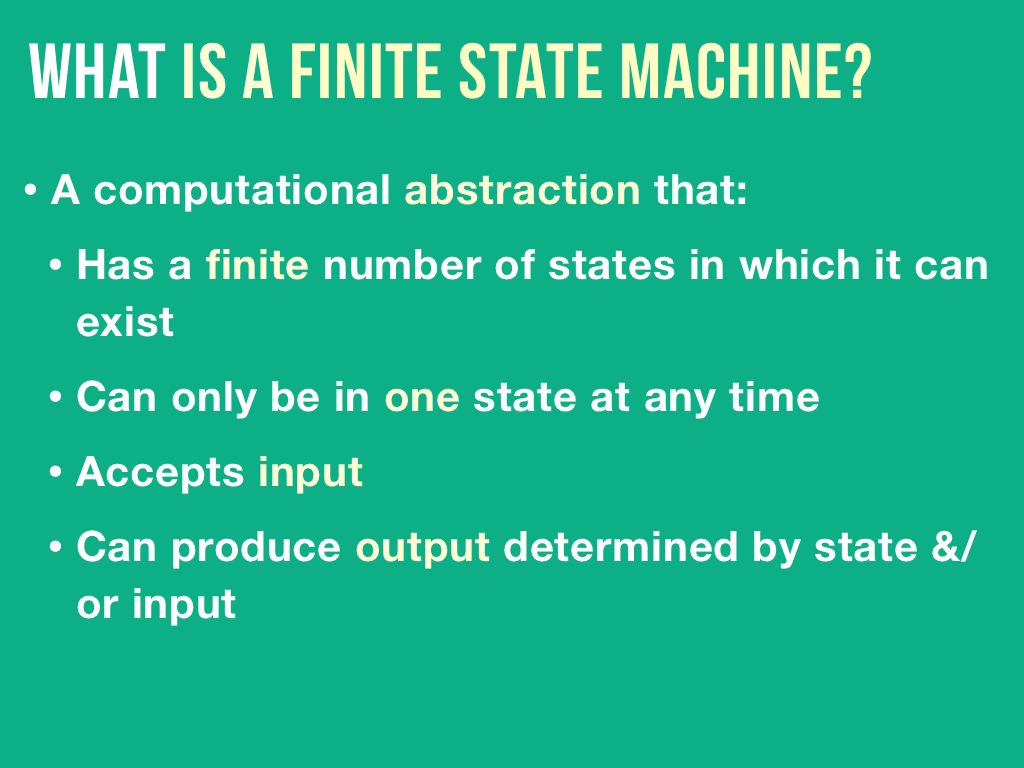 WHAT IS A FINITE STATE MACHINE?
• A computational abstraction that:
• Has a finite number of states in which it can
exist
• Can only be in one state at any time
• Accepts input
• Can produce output determined by state &/
or input